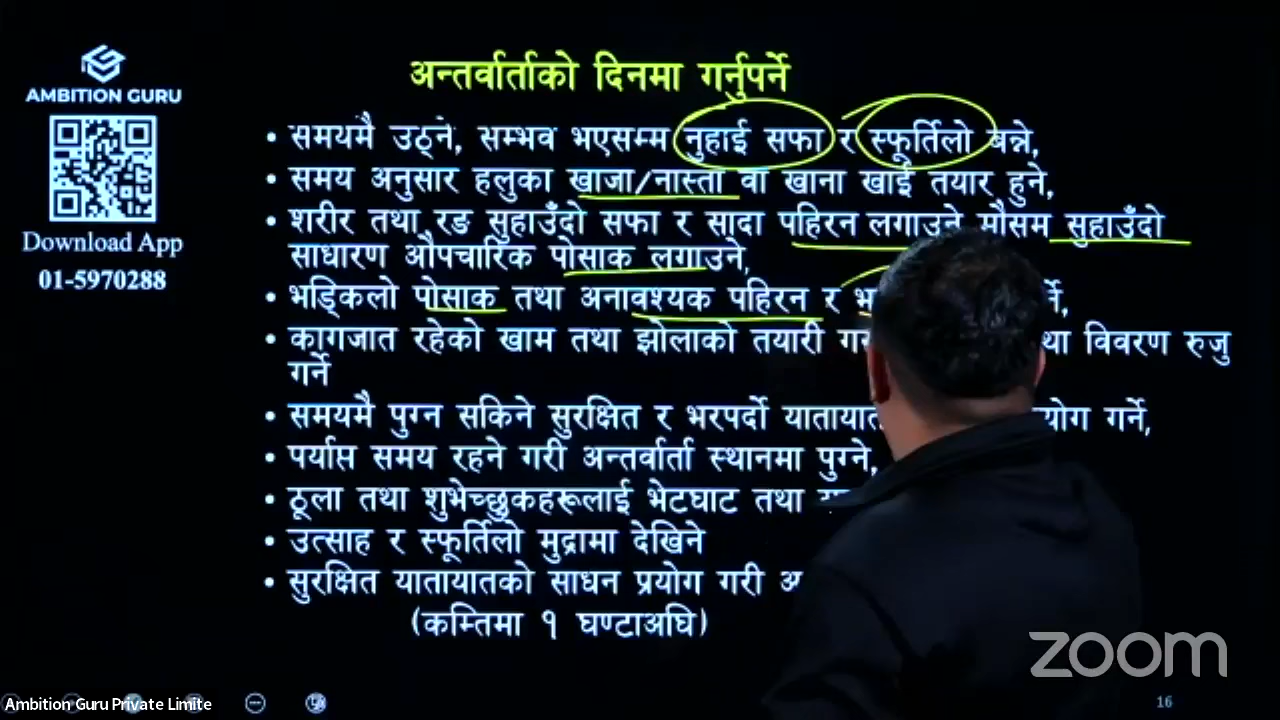 अन्तर्वार्ताको दिनमा गर्नुपर्ने
AMBITION GURU
Download App
01-5970288
• समयमै उठ्ने, सम्भव भएसम्म नुहाई सफा र स्फूर्तिलो बन्ने,
• समय अनुसार हलुका खाजा/नास्ता वा खाना खाई तयार हुने,
• शरीर तथा रङ सुहाउँदो सफा र सादा पहिरन लगाउने मौसम सुहाउँदो
साधारण औपचारिक पोसाक लगाउने,
• भड्किलो पोसाक तथा अनावश्यक पहिरन र
• कागजात रहेको खाम तथा झोलाको तयारी विवरण रुजु
गर्ने
• समयमै पुग्न सकिने सुरक्षित र भरपर्दो गर्ने,
• पर्याप्त समय रहने गरी अन्तर्वार्ता स्थानमा पुग्ने,
• ठूला तथा शुभेच्छुकहरूलाई भेटघाट तथा
• उत्साह र स्फूर्तिलो मुद्रामा देखिने
• सुरक्षित यातायातको साधन प्रयोग गरी
(कम्तिमा १ घण्टाअघि)
zoom
Ambition Guru Private Limite
16